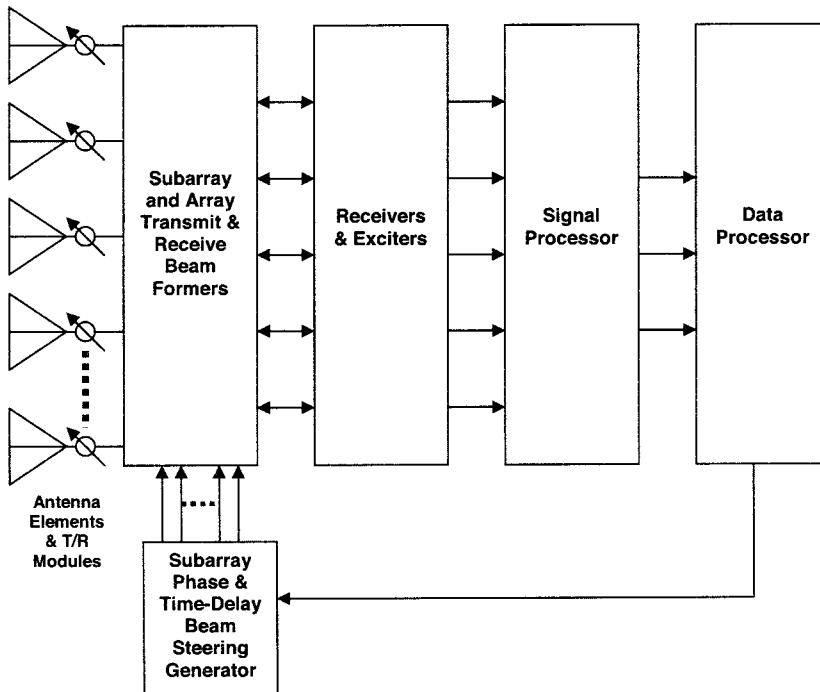 Subarray
and Array
Transmit &
Receive
Beam
Formers
Receivers
& Exciters
Signal
Processor
Data
Processor
Antenna
Elements
& T/R
Modules
Subarray
Phase &
Time-Delay
Beam
Steering
Generator